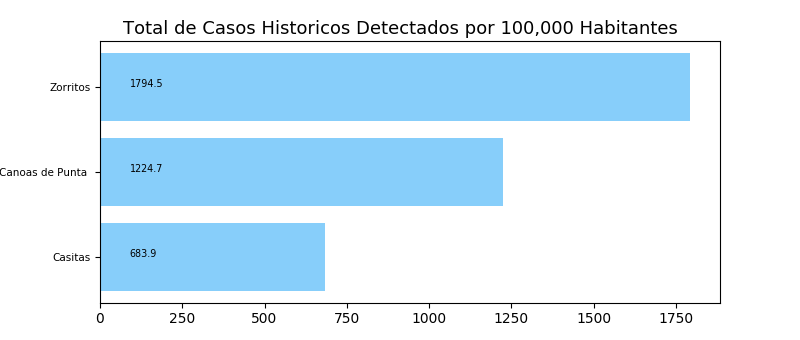 Total de Casos Historicos Detectados por 100,000 Habitantes
Zorritos
1794.5
Canoas de Punta
1224.7
Casitas
683.9
0 250 500 750 1000 1250 1500 1750